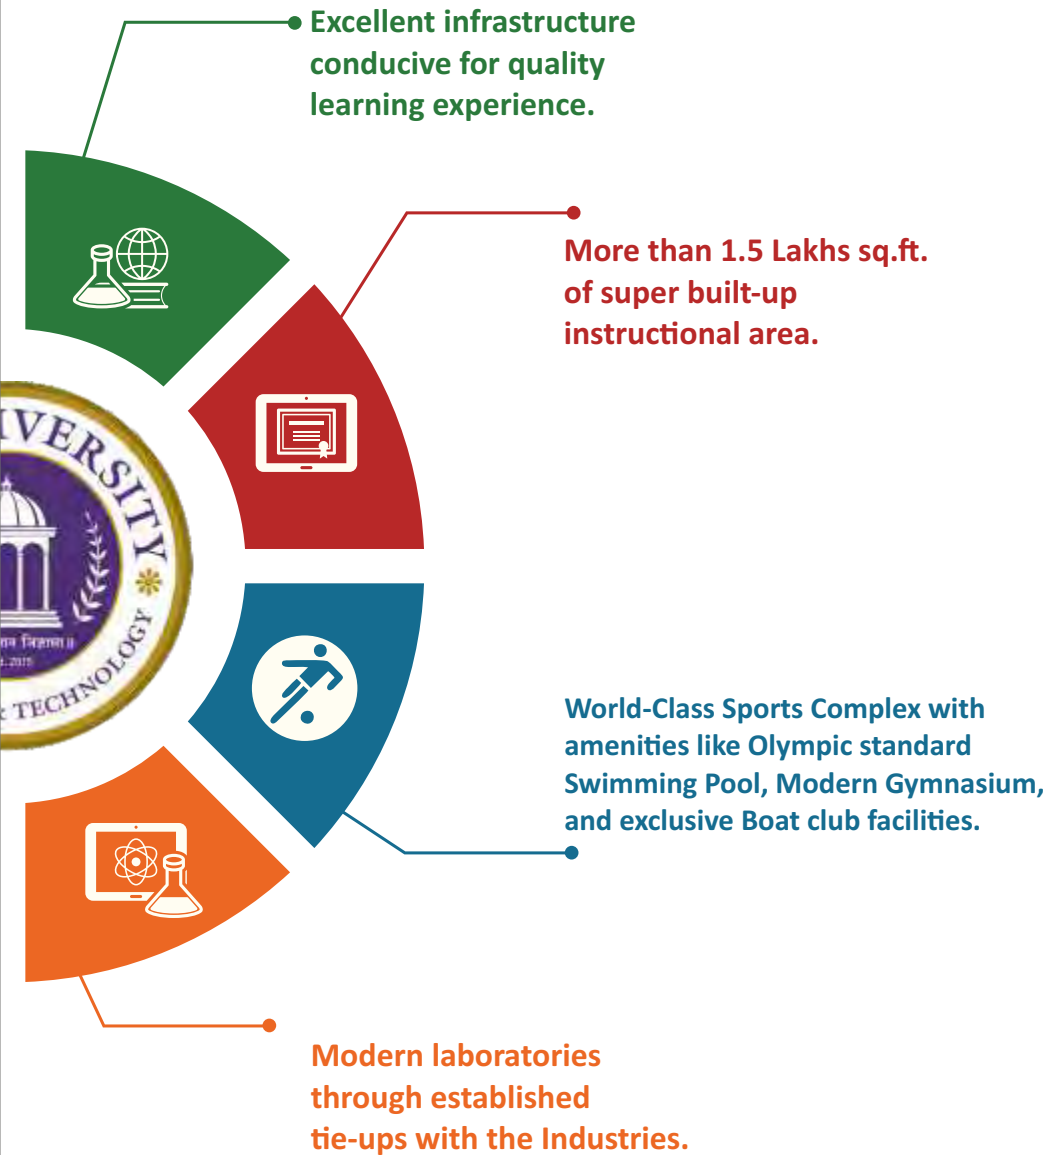 Excellent infrastructure
conducive for quality
learning experience.
More than 1.5 Lakhs sq.ft.
of super built-up
instructional area.
TECHNOLOGY
World-Class Sports Complex with
amenities like Olympic standard
Swimming Pool, Modern Gymnasium,
and exclusive Boat club facilities.
Modern laboratories
through established
tie-ups with the Industries.